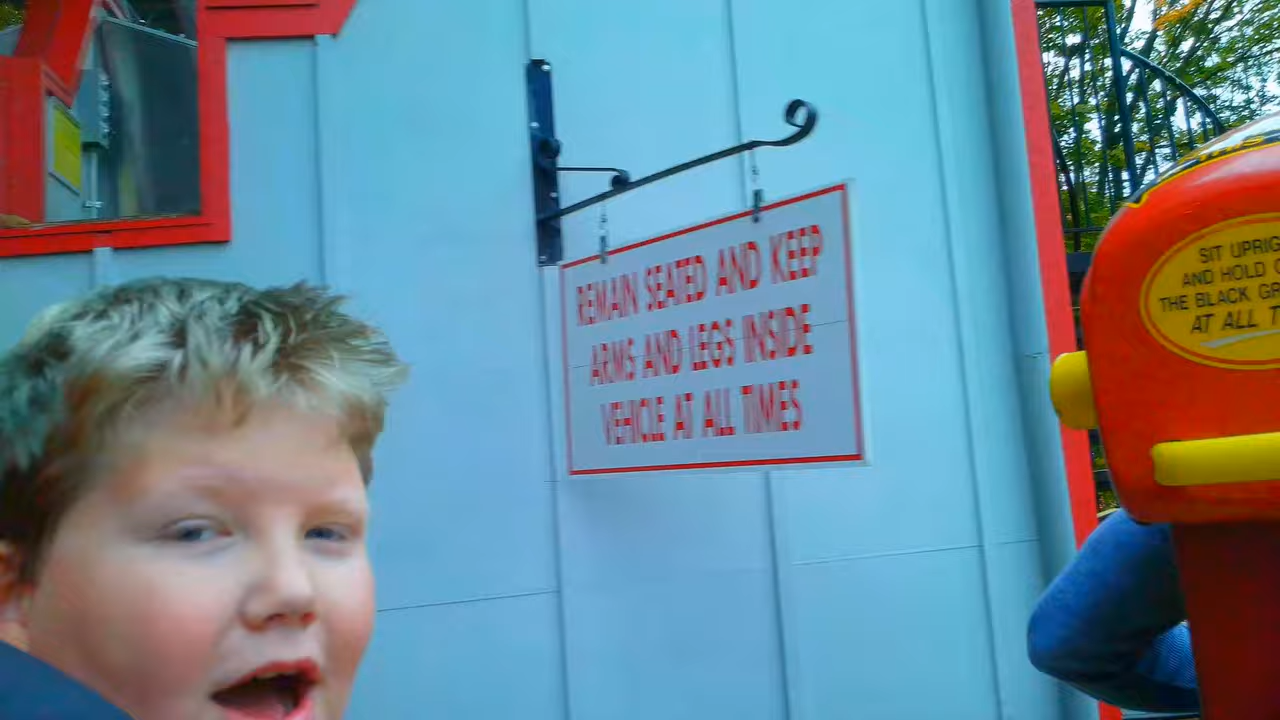 REMAIN SEATED AND KEEP
ARMS AND LEGS INSIDE
VEHICLE AT ALL TIMES
SIT UPRIG
AND HOLD
THE BLACK GR
AT ALL T